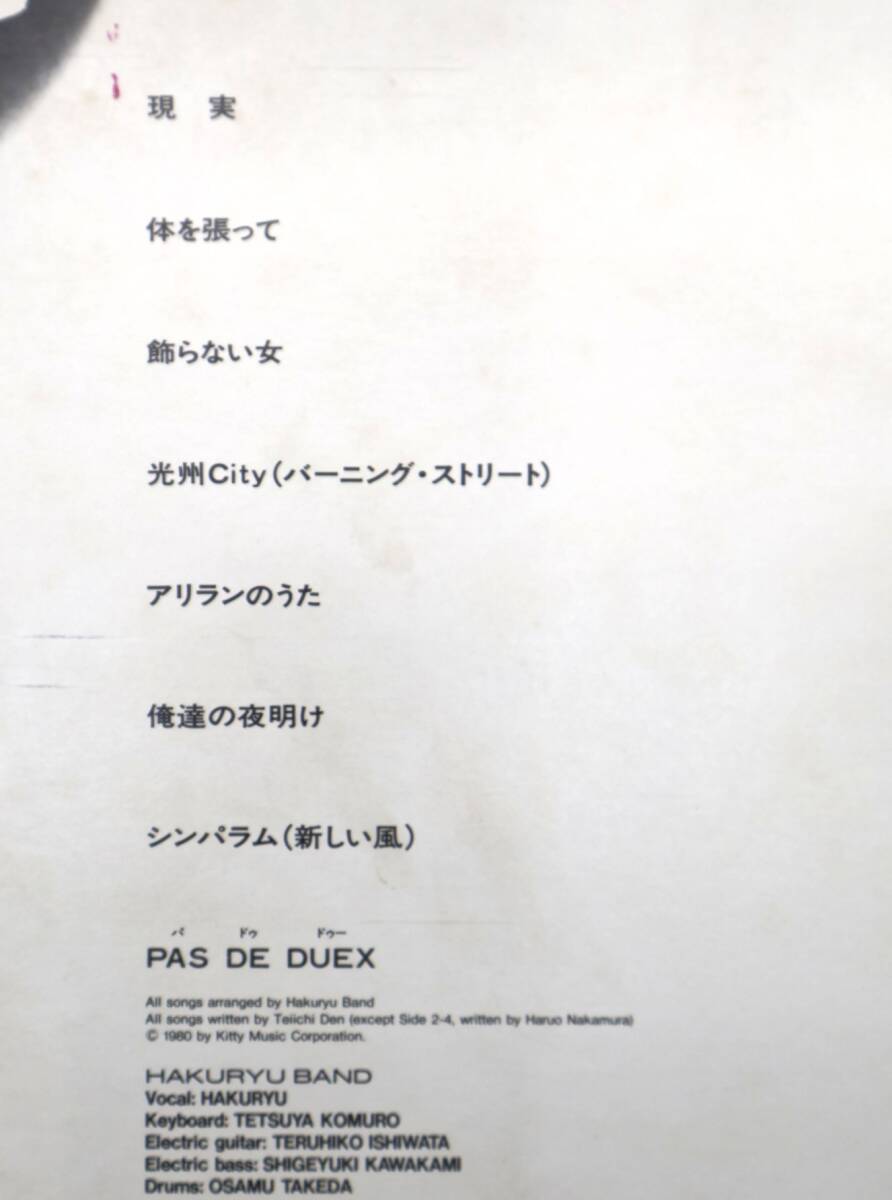 現 実
体を張って
飾らない女
光州City(バーニング・ストリート)
アリランのうた
俺達の夜明け
シンパラム(新しい風)
パ ドゥ ドゥー
PAS DE DUEX
All songs arranged by Hakuryu Band
All songs written by Teiichi Den (except Side 2-4, written by Haruo Nakamura)
© 1980 by Kitty Music Corporation.
HAKURYU BAND
Vocal: HAKURYU
Keyboard: TETSUYA KOMURO
Electric guitar: TERUHIKO ISHIWATA
Electric bass: SHIGEYUKI KAWAKAMI
Drums: OSAMU TAKEDA